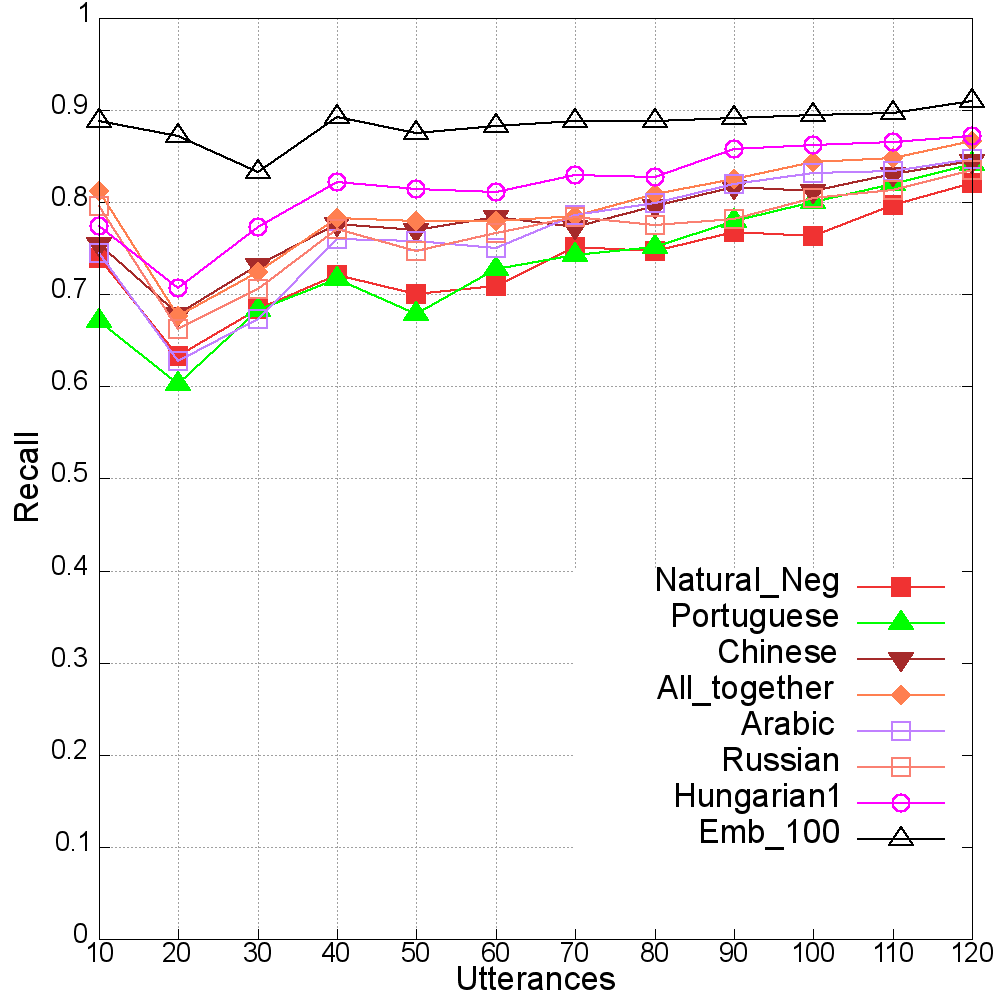 1
0.9
0.8
0.7
0.6
0.5
0.4
0.3
0.2
0.1
0
Recall
Natural_Neg
Portuguese
Chinese
All_together
Arabic
Russian
Hungarian1
Emb_100
10 20 30 40 50 60 70 80 90 100 110 120
Utterances